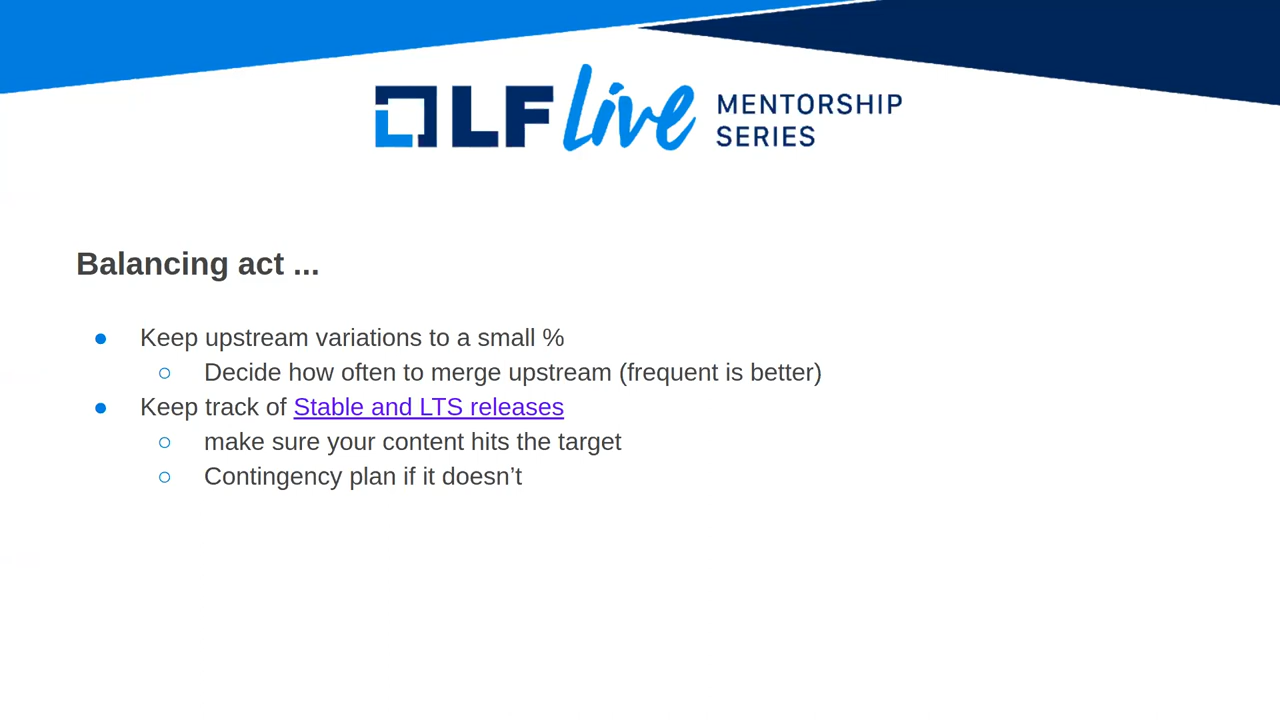 LF Live MENTORSHIP
SERIES
Balancing act ...
● Keep upstream variations to a small %
○ Decide how often to merge upstream (frequent is better)
● Keep track of Stable and LTS releases
○ make sure your content hits the target
○ Contingency plan if it doesn’t